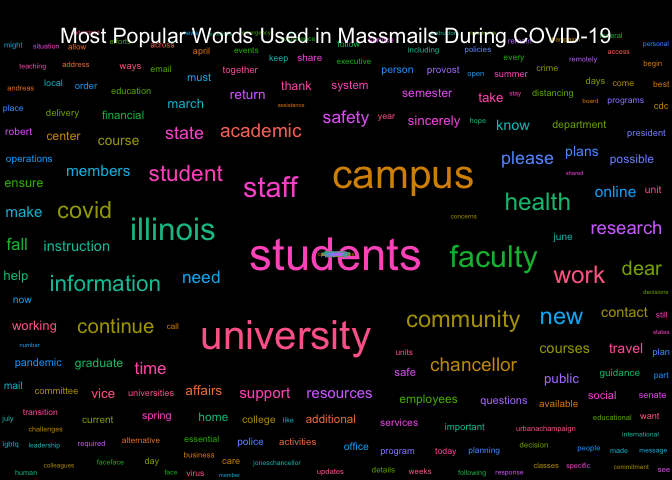 Most Popular Words Used in Massmails During COVID-19
might situation allow across april events keep share follow executive including policies every remotely access personal
teaching address ways email together person provost open summer crime begin
andreas local order education must return thank system semester take stay distancing days come best
place delivery financial march assistance safety year sincerely hope know department board programs cdc
robert center course state academic president
operations members student staff campus please plans possible
ensure shared online unit
make covid illinois concerns health research
fall instruction students faculty june
help information need work dear
now decisions
working continue call university community new contact still
number units courses travel states plan
pandemic graduate time safe chancellor guidance part
mail committee vice universities affairs support resources employees questions public available social senate
july transition current spring home college like additional services important urbanachampaign educational want
challenges international
lgbtq leadership required alternative essential police activities office program today planning decision people made message
colleagues faceface day business care joneschancellor classes specific commitment see
human face virus member updates details weeks following response